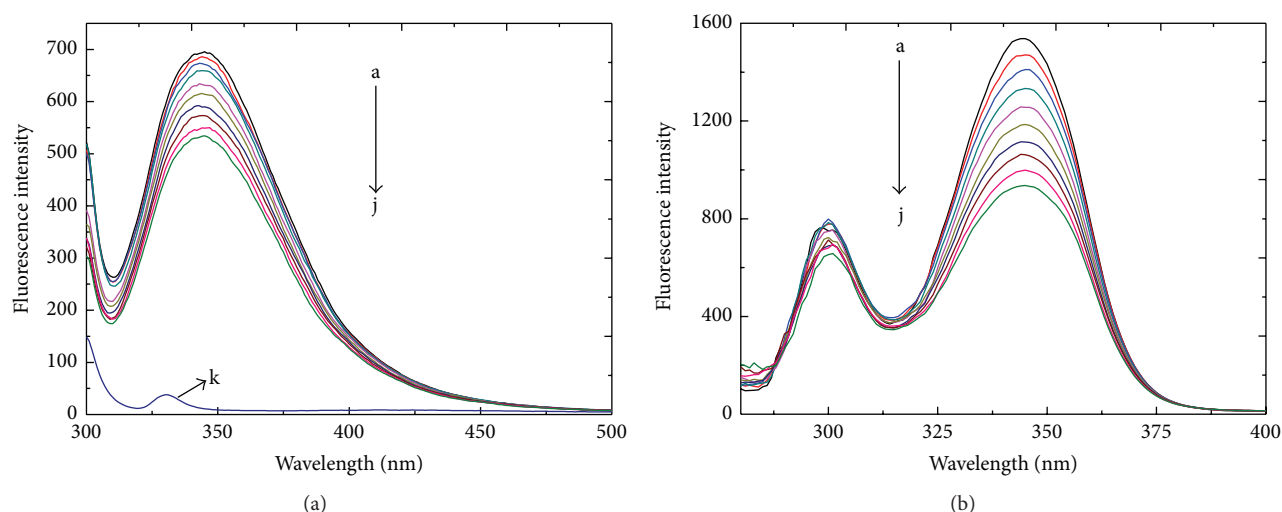 700
600
500
400
300
200
100
0
Fluorescence intensity
300 350 400 450 500
Wavelength (nm)
a
j
k
(a)
1600
1200
800
400
0
Fluorescence intensity
300 325 350 375 400
Wavelength (nm)
a
j
(b)